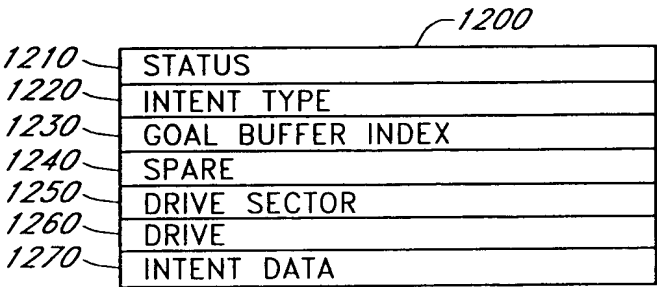 1200
1210 STATUS
1220 INTENT TYPE
1230 GOAL BUFFER INDEX
1240 SPARE
1250 DRIVE SECTOR
1260 DRIVE
1270 INTENT DATA